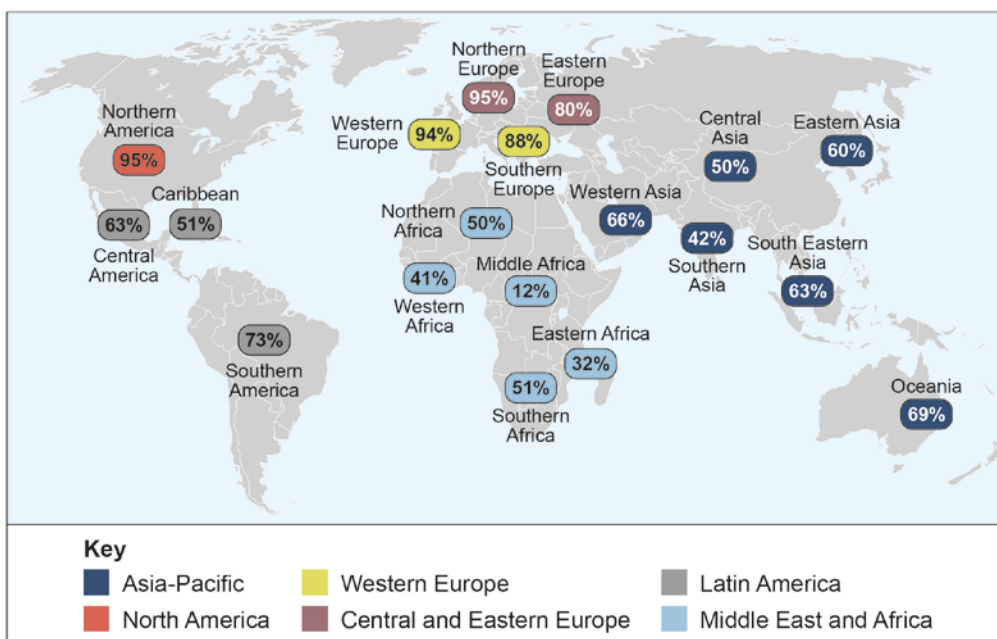 Northern
Europe
95%
Eastern
Europe
80%
Northern
America
95%
Western
Europe
94%
88%
Southern
Europe
Central
Asia
50%
Eastern Asia
60%
Caribbean
51%
63%
Central
America
Northern
Africa
50%
Western Asia
66%
42%
Southern
Asia
South Eastern
Asia
63%
41%
Western
Africa
Middle Africa
12%
73%
Southern
America
Eastern Africa
32%
51%
Southern
Africa
Oceania
69%
Key
Asia-Pacific
Western Europe
Latin America
North America
Central and Eastern Europe
Middle East and Africa